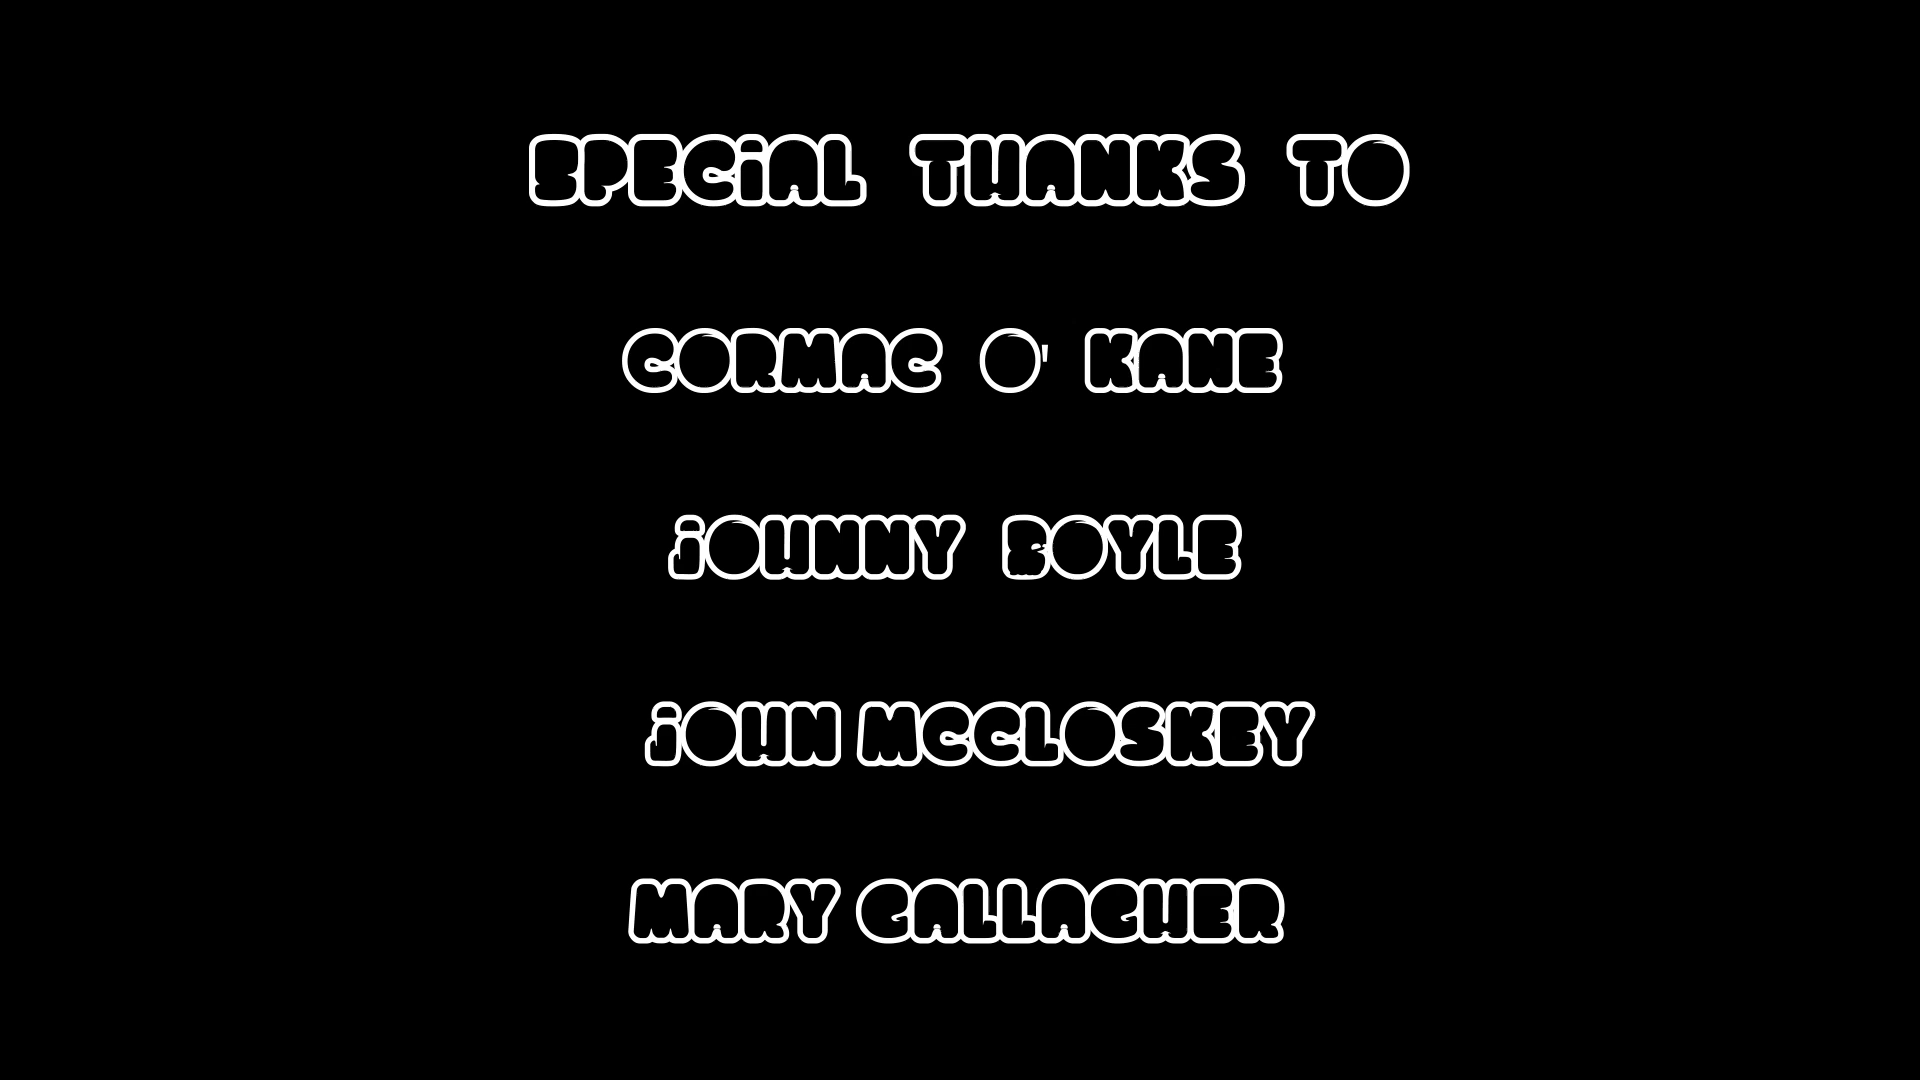 SPECiAL THANKS TO
CORMAC O' KANE
jOHNNY BOYLE
jOHN MCCLOSKEY
MARY GALLAGHER